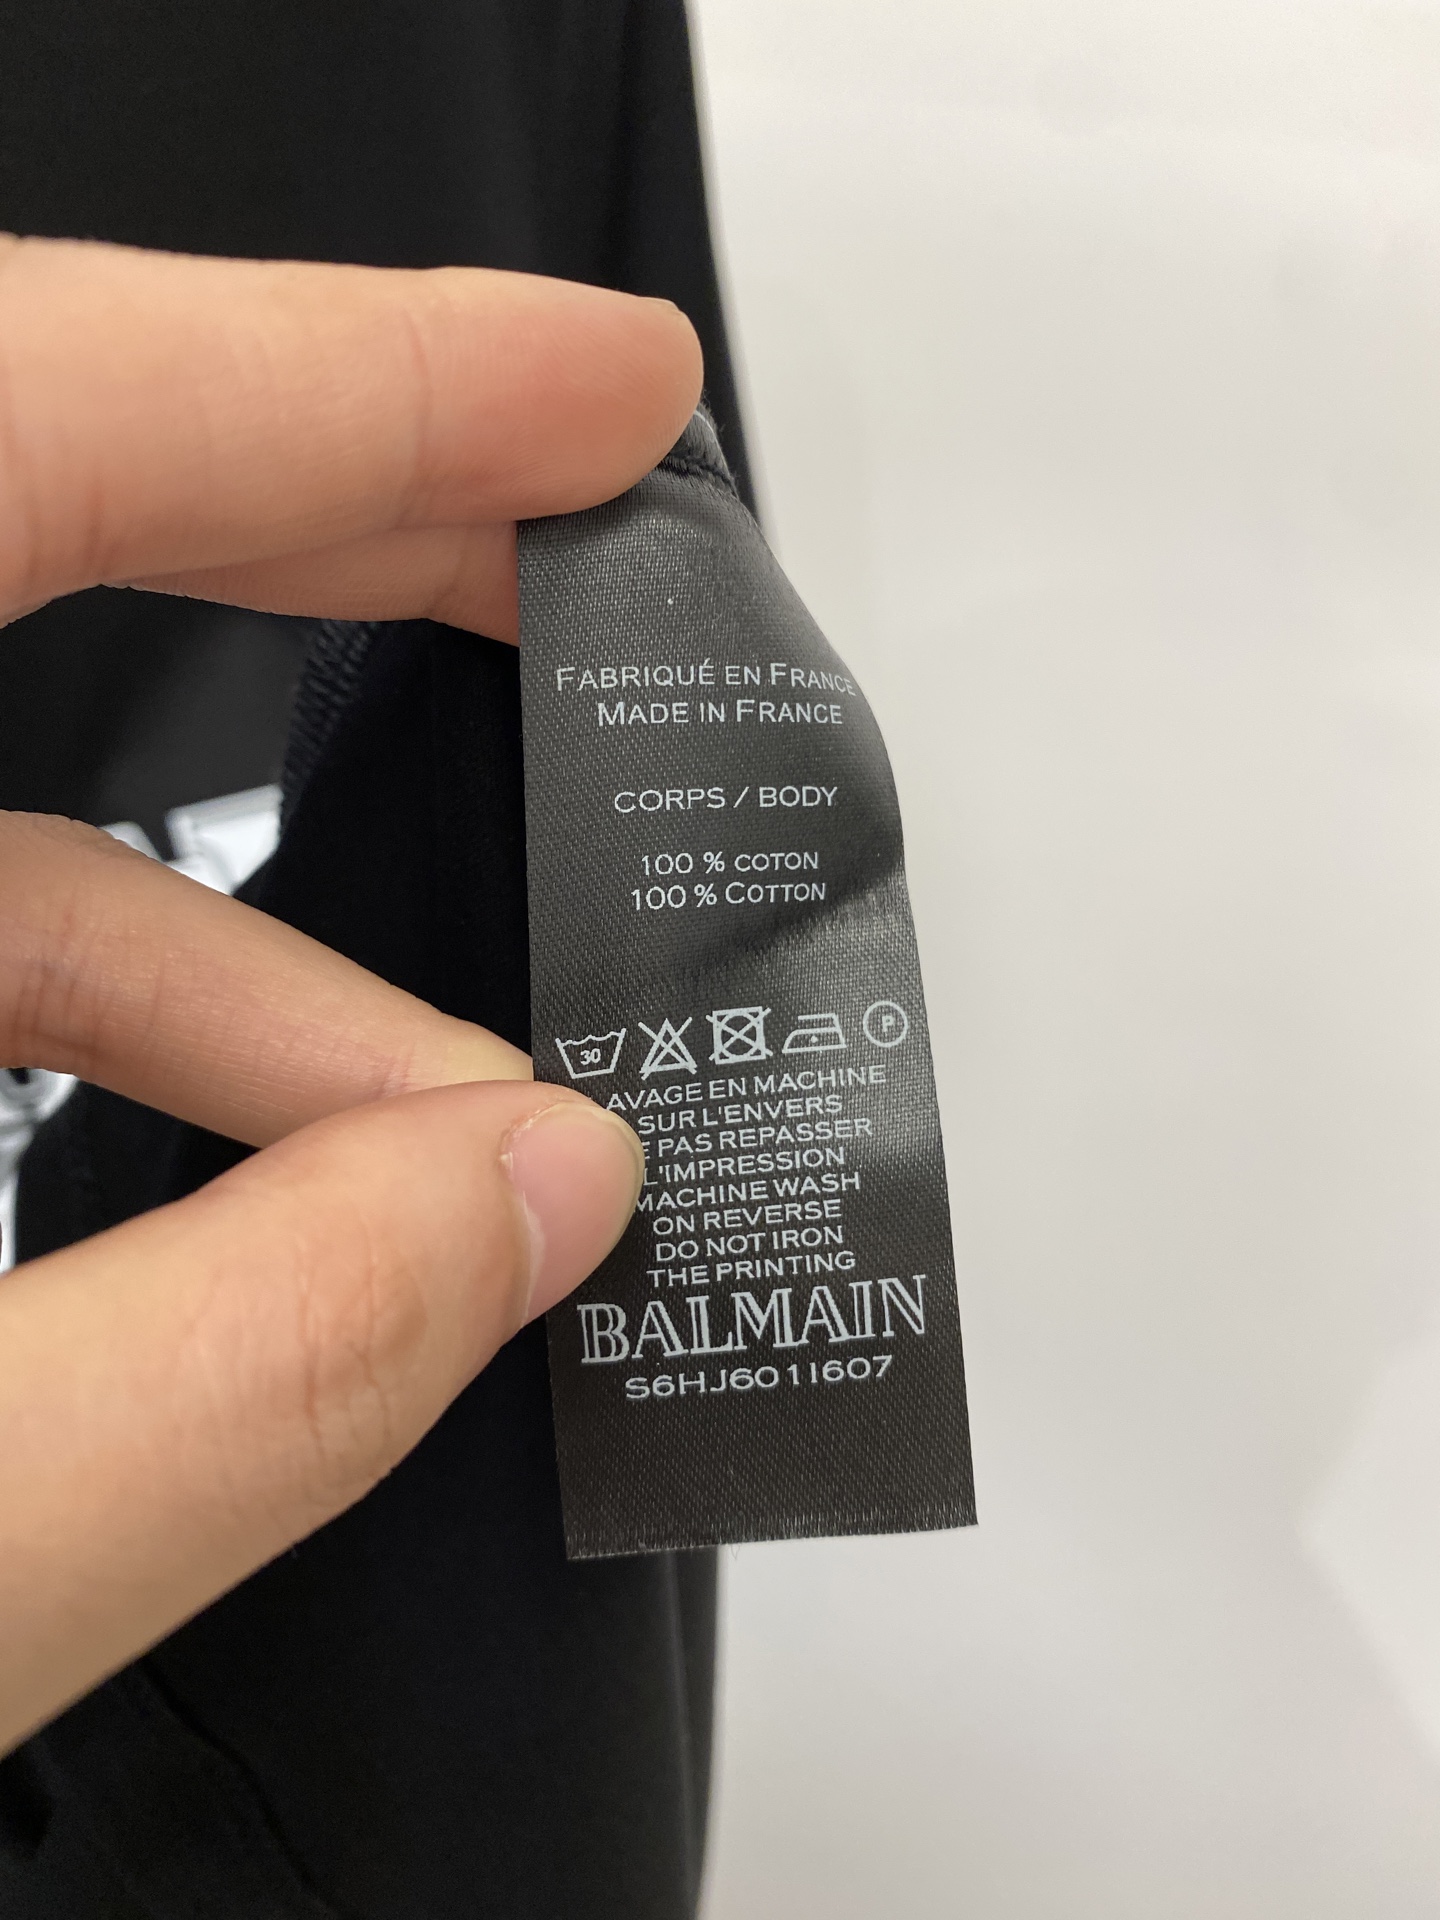 FABRIQUÉ EN FRANCE
MADE IN FRANCE
CORPS / BODY
100 % COTON
100 % COTTON
30 P
AVAGE EN MACHINE
SUR L'ENVERS
E PAS REPASSER
L'IMPRESSION
MACHINE WASH
ON REVERSE
DO NOT IRON
THE PRINTING
BALMAIN
S6HJ601I607